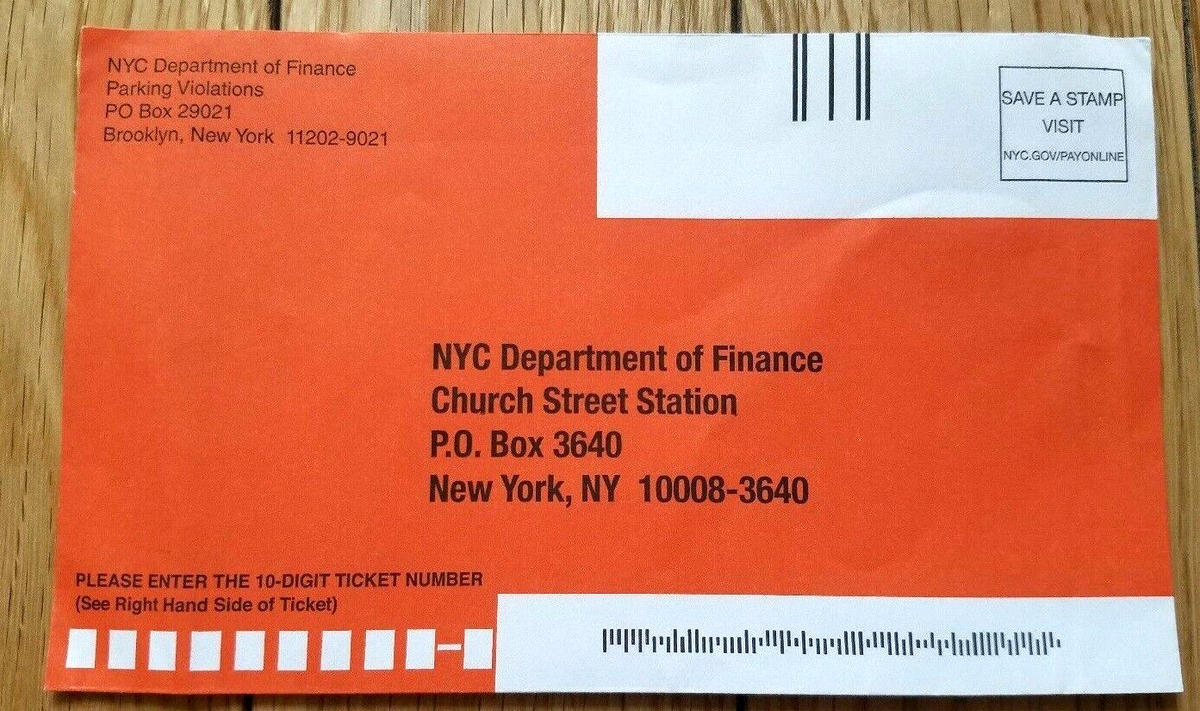 NYC Department of Finance
Parking Violations
PO Box 29021
Brooklyn, New York 11202-9021
SAVE A STAMP
VISIT
NYC.GOV/PAYONLINE
NYC Department of Finance
Church Street Station
P.O. Box 3640
New York, NY 10008-3640
PLEASE ENTER THE 10-DIGIT TICKET NUMBER
(See Right Hand Side of Ticket)